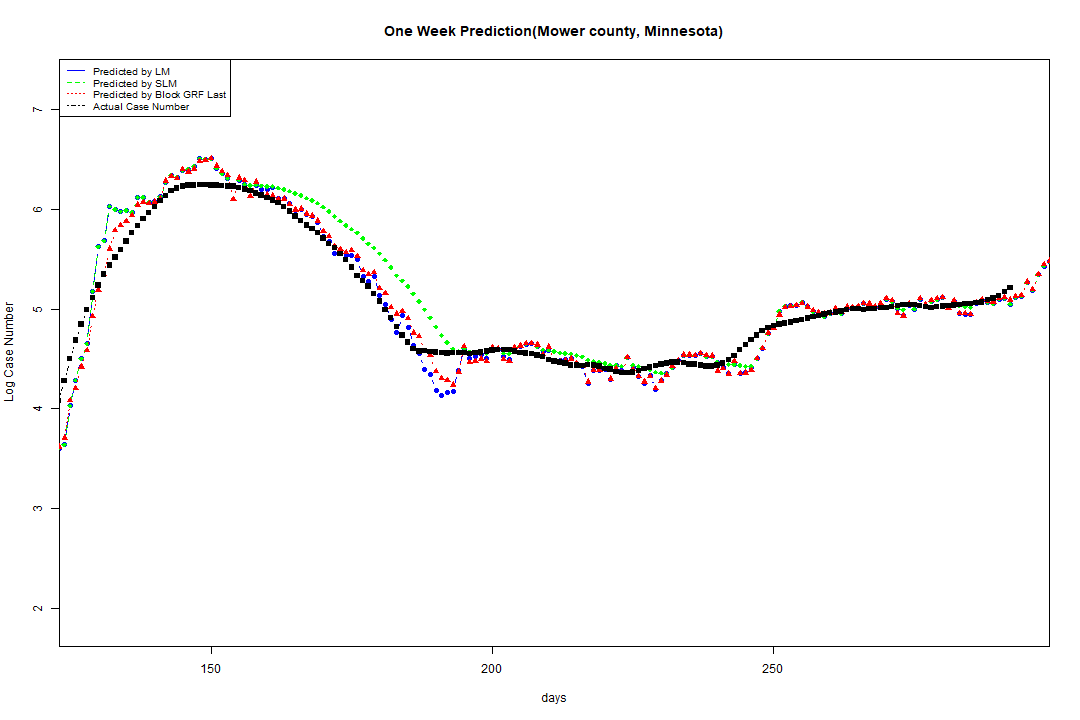 One Week Prediction(Mower county, Minnesota)
Predicted by LM
Predicted by SLM
Predicted by Block GRF Last
Actual Case Number
7
6
5
4
3
2
Log Case Number
150 200 250
days